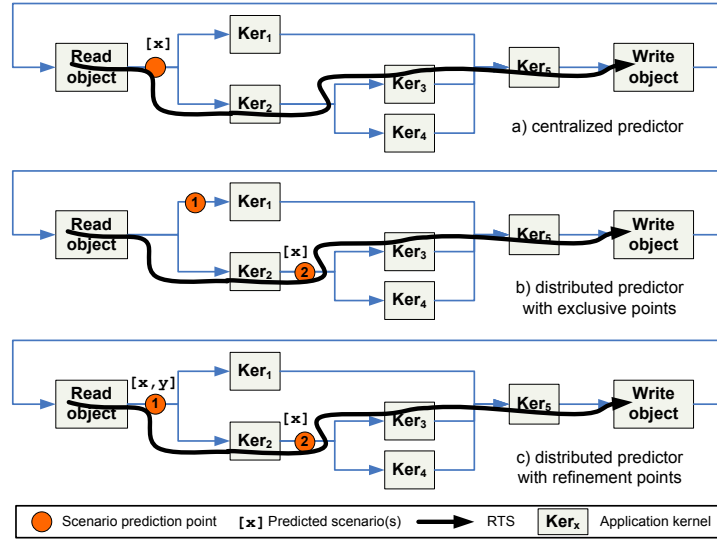 [x]
Ker₁
Read
object
Ker₂
Ker₃
Ker₄
Ker₅
Write
object
a) centralized predictor
1
Ker₁
Read
object
[x]
Ker₂
2
Ker₃
Ker₄
Ker₅
Write
object
b) distributed predictor
with exclusive points
[x,y]
Ker₁
Read
object
1
[x]
Ker₂
2
Ker₃
Ker₄
Ker₅
Write
object
c) distributed predictor
with refinement points
Scenario prediction point [x] Predicted scenario(s) RTS Kerₓ Application kernel